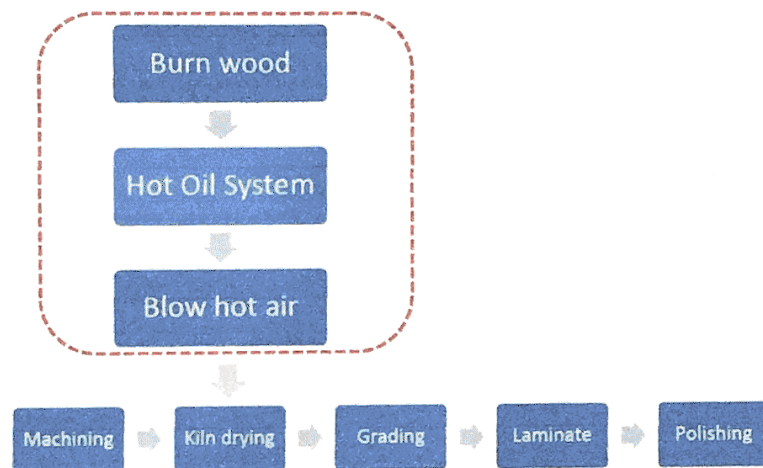 Burn wood
Hot Oil System
Blow hot air
Machining
Kiln drying
Grading
Laminate
Polishing